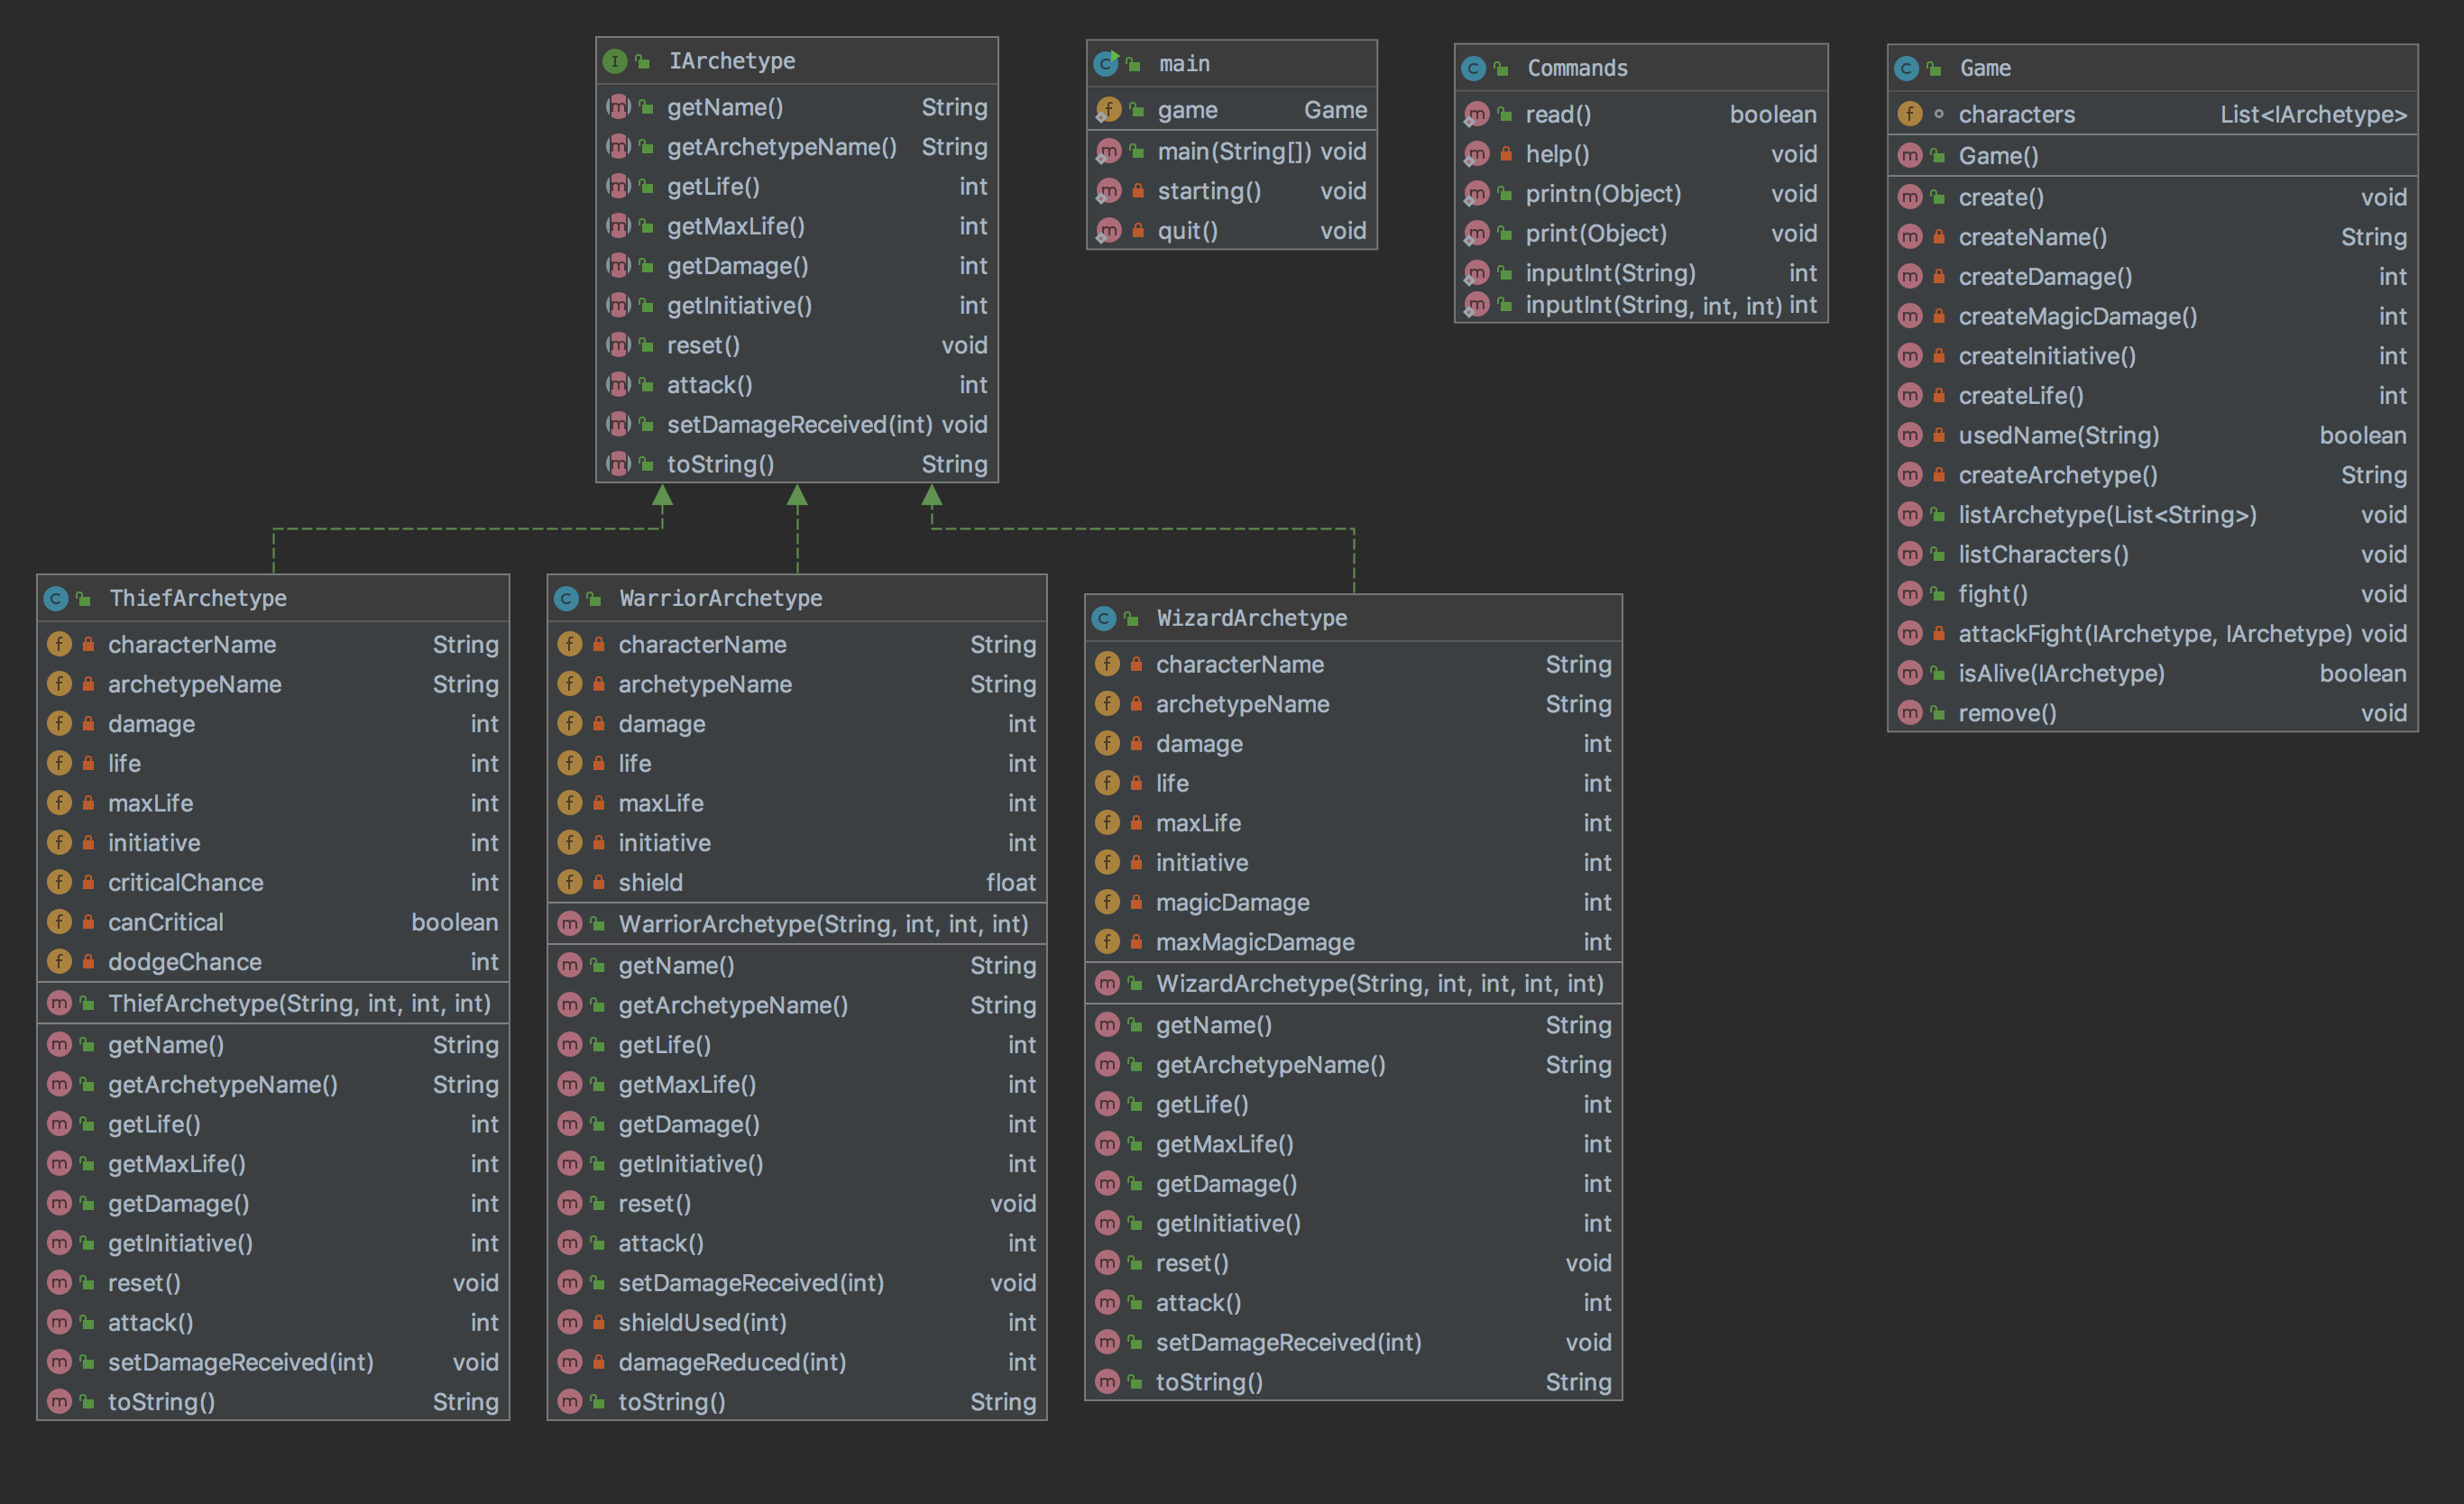 IArchetype
getName() String
getArchetypeName() String
getLife() int
getMaxLife() int
getDamage() int
getInitiative() int
reset() void
attack() int
setDamageReceived(int) void
toString() String
main
game Game
main(String[]) void
starting() void
quit() void
Commands
read() boolean
help() void
printn(Object) void
print(Object) void
inputInt(String) int
inputInt(String, int, int) int
Game
characters List<IArchetype>
Game()
create() void
createName() String
createDamage() int
createMagicDamage() int
createInitiative() int
createLife() int
usedName(String) boolean
createArchetype() String
listArchetype(List<String>) void
listCharacters() void
fight() void
attackFight(IArchetype, IArchetype) void
isAlive(IArchetype) boolean
remove() void
ThiefArchetype
characterName String
archetypeName String
damage int
life int
maxLife int
initiative int
criticalChance int
canCritical boolean
dodgeChance int
ThiefArchetype(String, int, int, int)
getName() String
getArchetypeName() String
getLife() int
getMaxLife() int
getDamage() int
getInitiative() int
reset() void
attack() int
setDamageReceived(int) void
toString() String
WarriorArchetype
characterName String
archetypeName String
damage int
life int
maxLife int
initiative int
shield float
WarriorArchetype(String, int, int, int)
getName() String
getArchetypeName() String
getLife() int
getMaxLife() int
getDamage() int
getInitiative() int
reset() void
attack() int
setDamageReceived(int) void
shieldUsed(int) int
damageReduced(int) int
toString() String
WizardArchetype
characterName String
archetypeName String
damage int
life int
maxLife int
initiative int
magicDamage int
maxMagicDamage int
WizardArchetype(String, int, int, int, int)
getName() String
getArchetypeName() String
getLife() int
getMaxLife() int
getDamage() int
getInitiative() int
reset() void
attack() int
setDamageReceived(int) void
toString() String